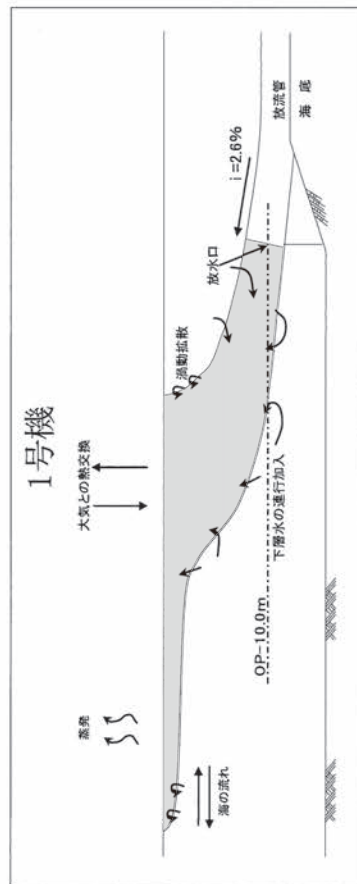 1号機
蒸発
大気との熱交換
渦動拡散
i=2.6%
放水口
放流管
海底
海の流れ
OP-10.0m
下層水の連行加入